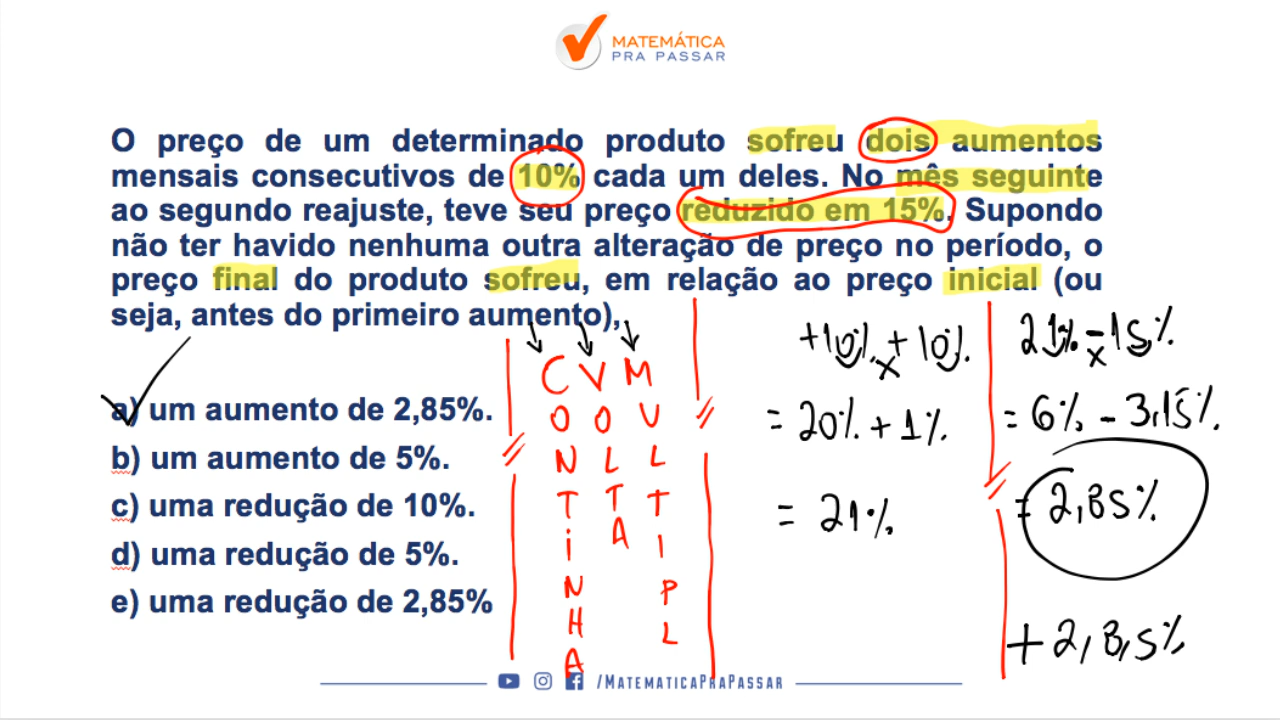 MATEMÁTICA
PRA PASSAR
O preço de um determinado produto sofreu dois aumentos
mensais consecutivos de 10% cada um deles. No mês seguinte
ao segundo reajuste, teve seu preço reduzido em 15%. Supondo
não ter havido nenhuma outra alteração de preço no período, o
preço final do produto sofreu, em relação ao preço inicial (ou
seja, antes do primeiro aumento),
a) um aumento de 2,85%.
b) um aumento de 5%.
c) uma redução de 10%.
d) uma redução de 5%.
e) uma redução de 2,85%
CONTINHA
VOLTA
MULTIPL
+10% x +10%
= 20% + 1%
= 21%
21% x -15%
= 6% - 3,15%
= 2,85%
+2,85%
/MATEMATICAPRAPASSAR